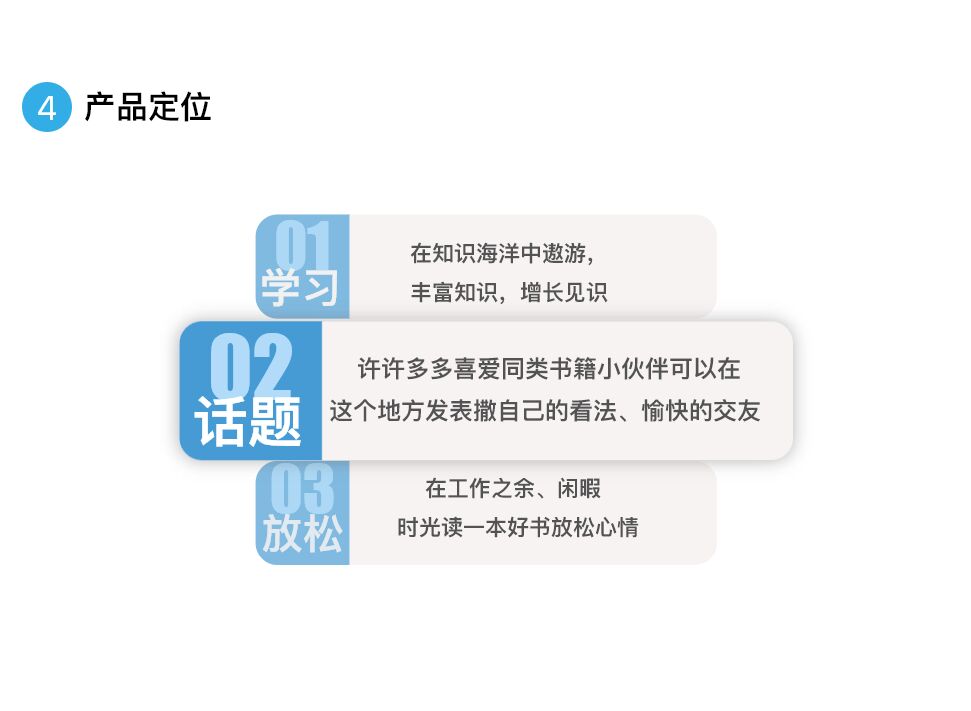 4 产品定位
01
学习
在知识海洋中遨游，
丰富知识，增长见识
02
话题
许许多多喜爱同类书籍小伙伴可以在
这个地方发表撒自己的看法、愉快的交友
03
放松
在工作之余、闲暇
时光读一本好书放松心情